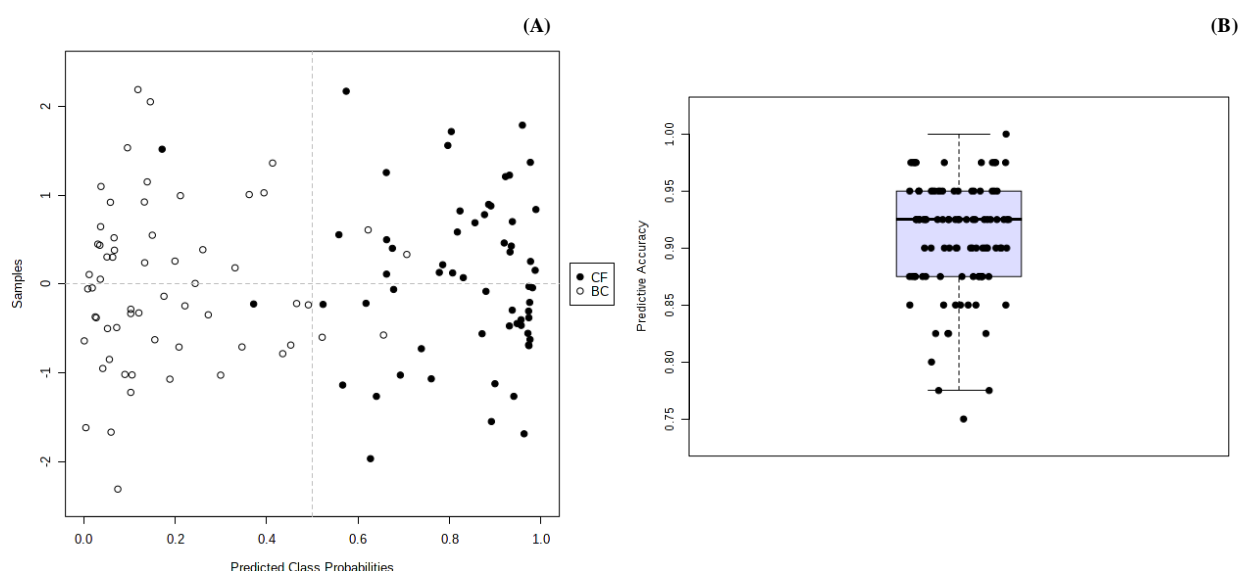 (A)
2
1
0
-1
-2
Samples
0.0 0.2 0.4 0.6 0.8 1.0
Predicted Class Probabilities
CF
BC
(B)
1.00
0.95
0.90
0.85
0.80
0.75
Predictive Accuracy